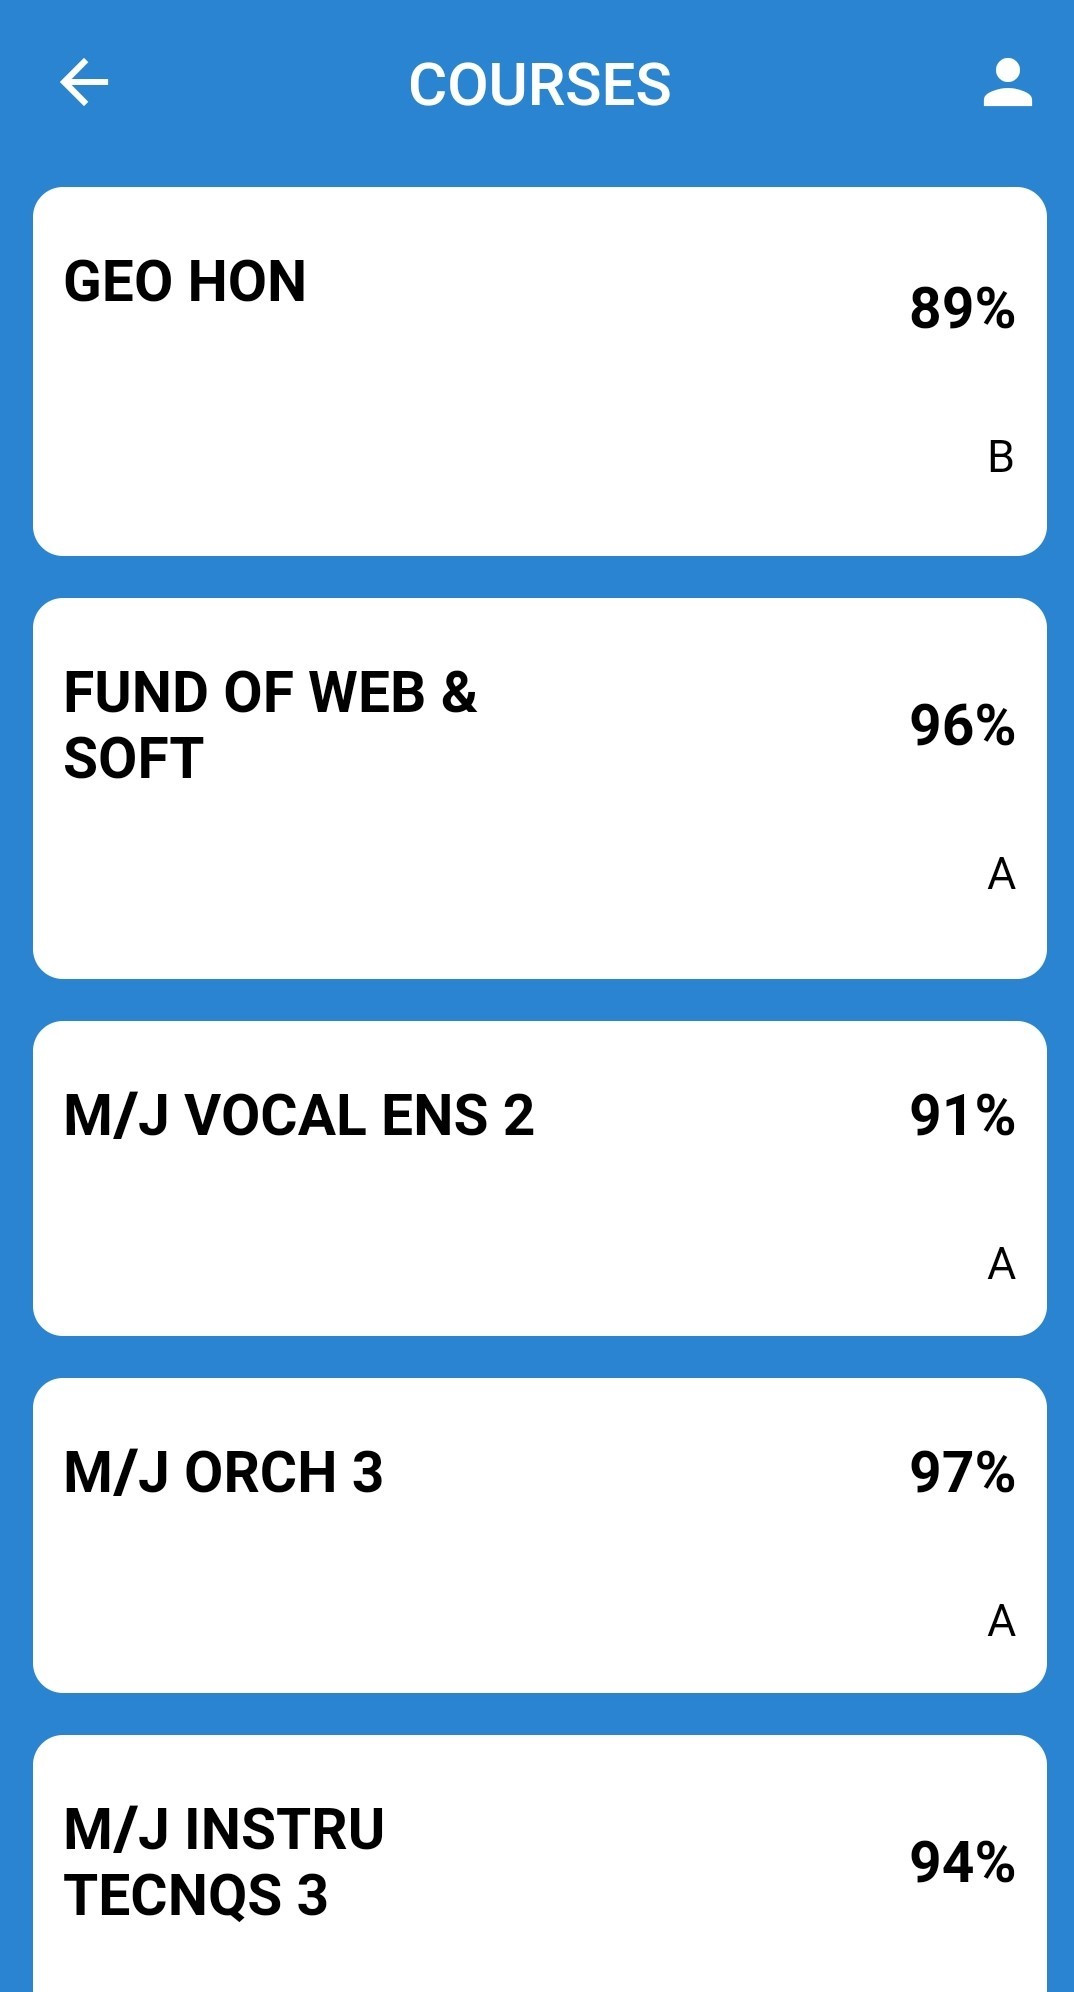 COURSES
GEO HON
89%
B
FUND OF WEB &
SOFT
96%
A
M/J VOCAL ENS 2
91%
A
M/J ORCH 3
97%
A
M/J INSTRU
TECNQS 3
94%